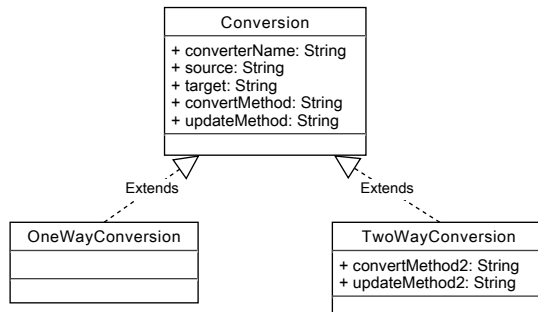 Conversion
+ converterName: String
+ source: String
+ target: String
+ convertMethod: String
+ updateMethod: String
Extends
Extends
OneWayConversion
TwoWayConversion
+ convertMethod2: String
+ updateMethod2: String